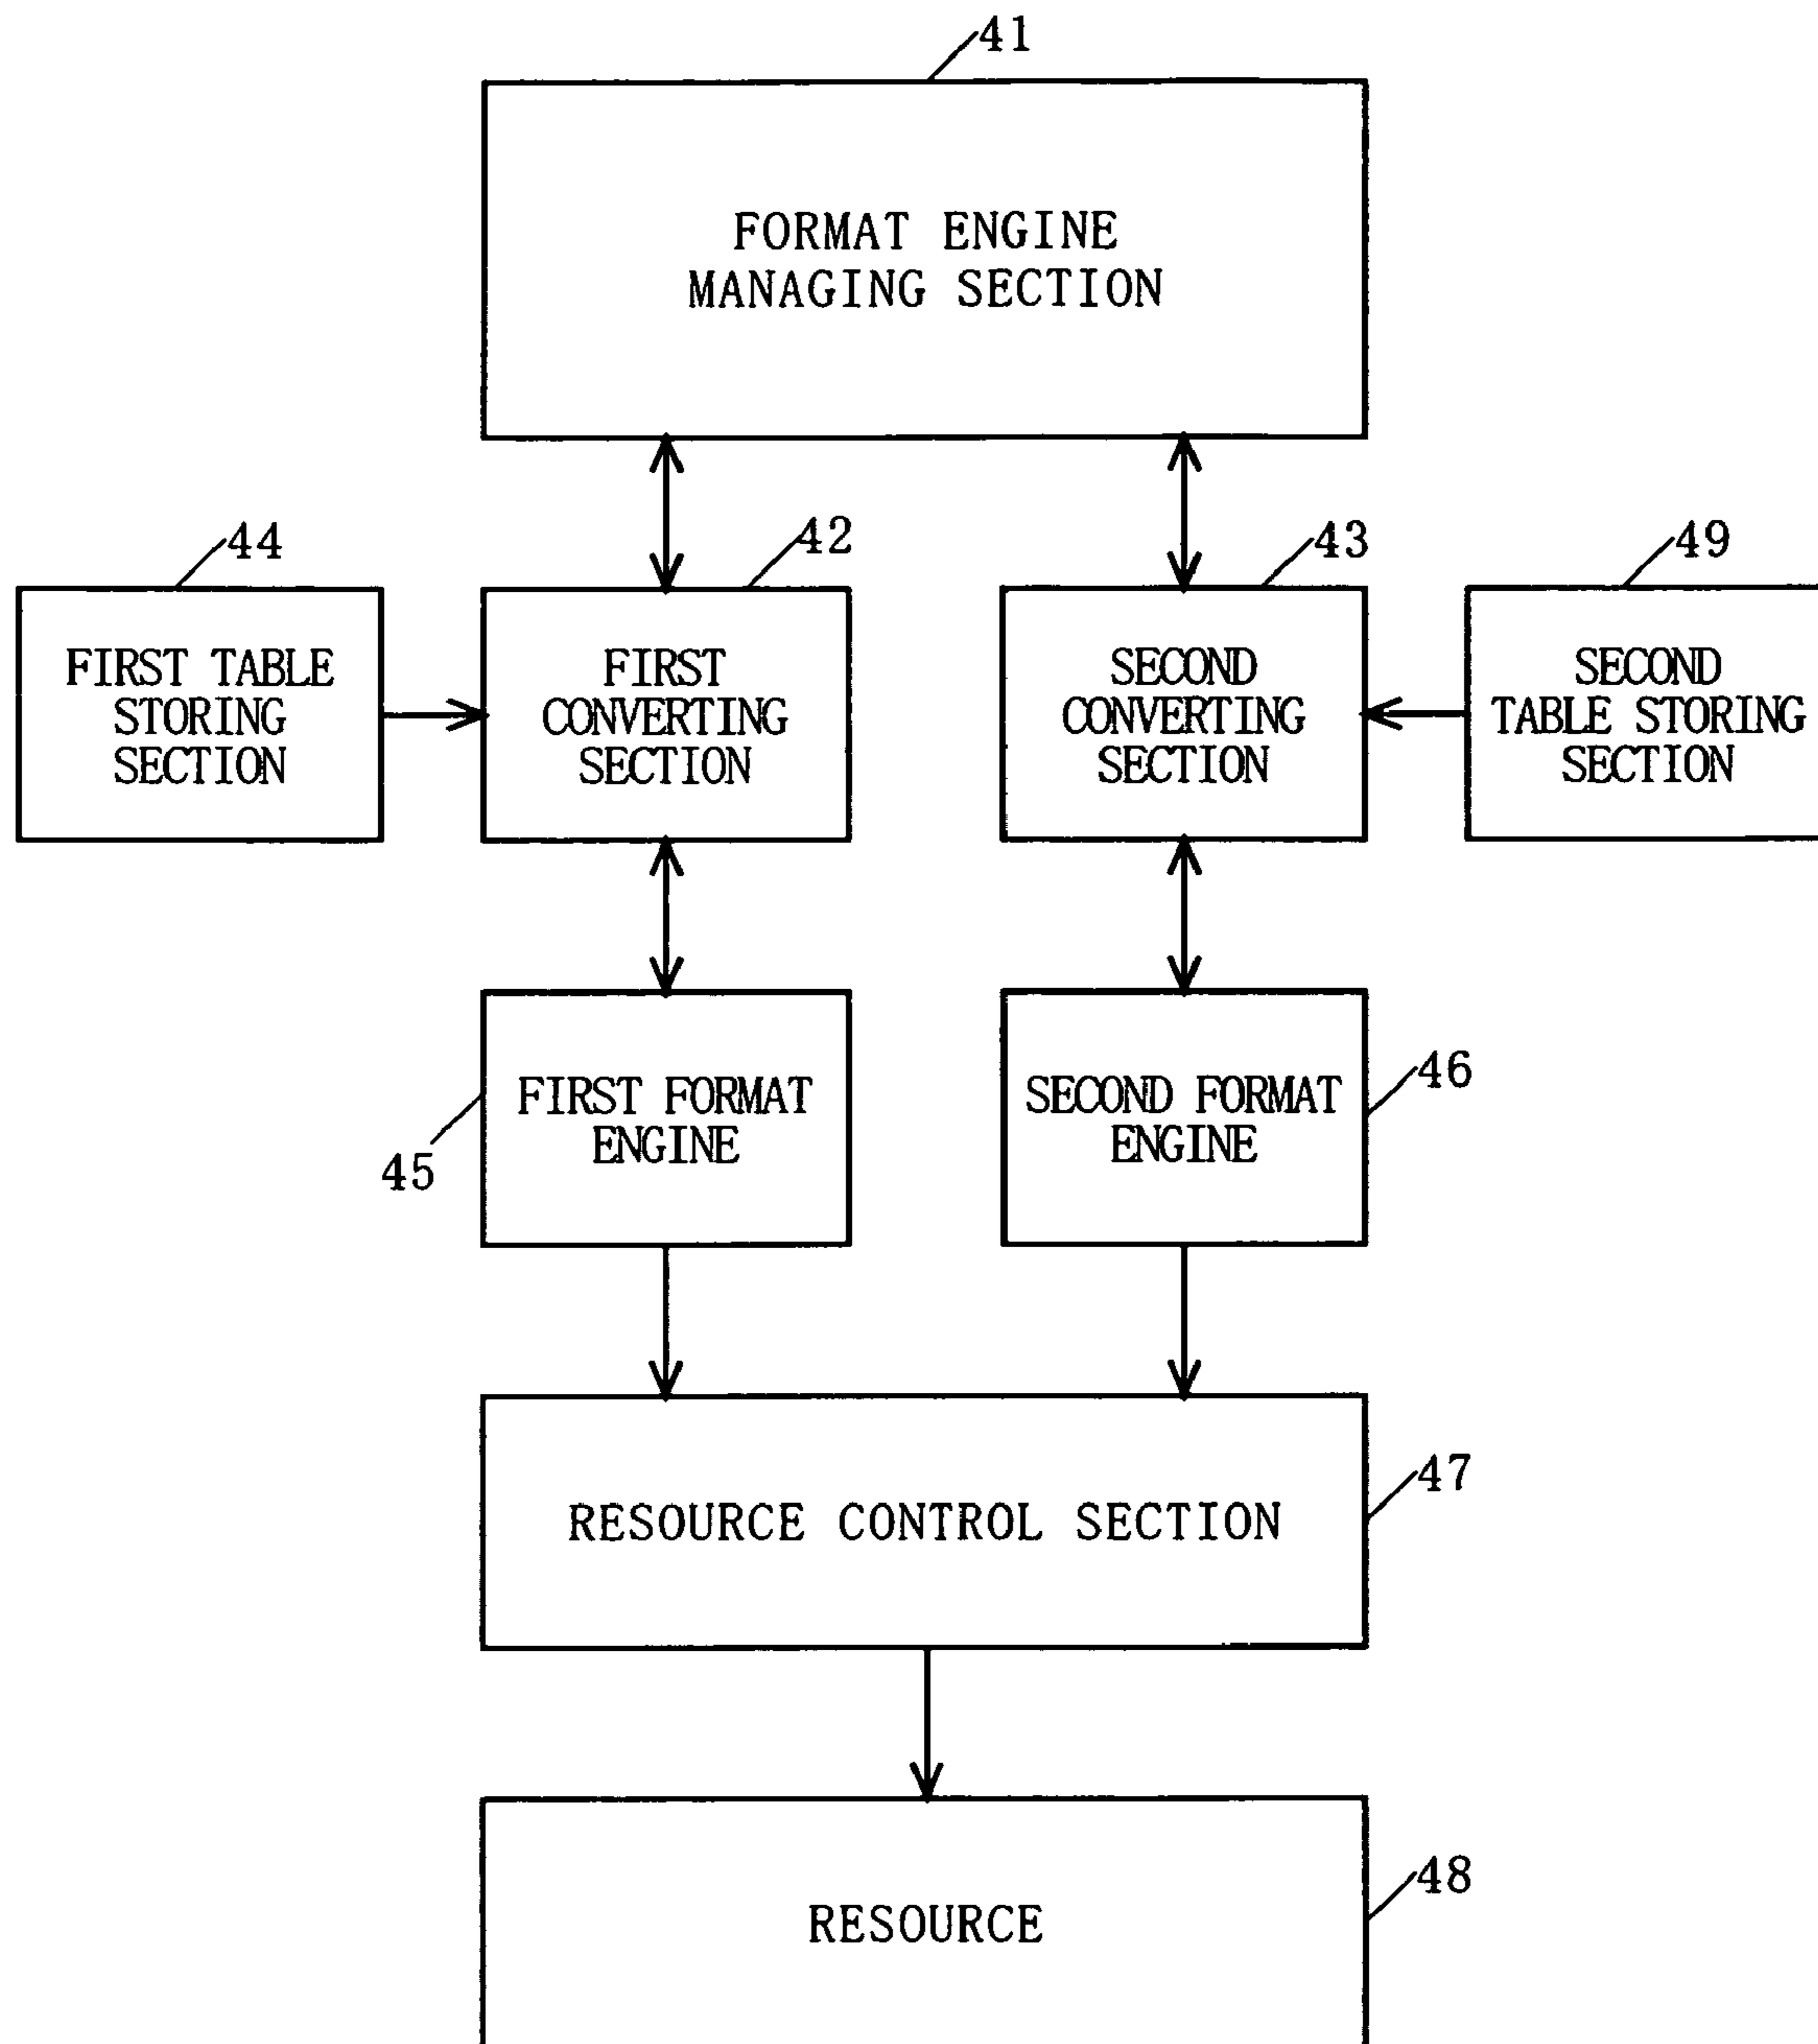 41
FORMAT ENGINE
MANAGING SECTION
44
42
43
49
FIRST TABLE
STORING
SECTION
FIRST
CONVERTING
SECTION
SECOND
CONVERTING
SECTION
SECOND
TABLE STORING
SECTION
FIRST FORMAT
ENGINE
45
SECOND FORMAT
ENGINE
46
RESOURCE CONTROL SECTION
47
RESOURCE
48